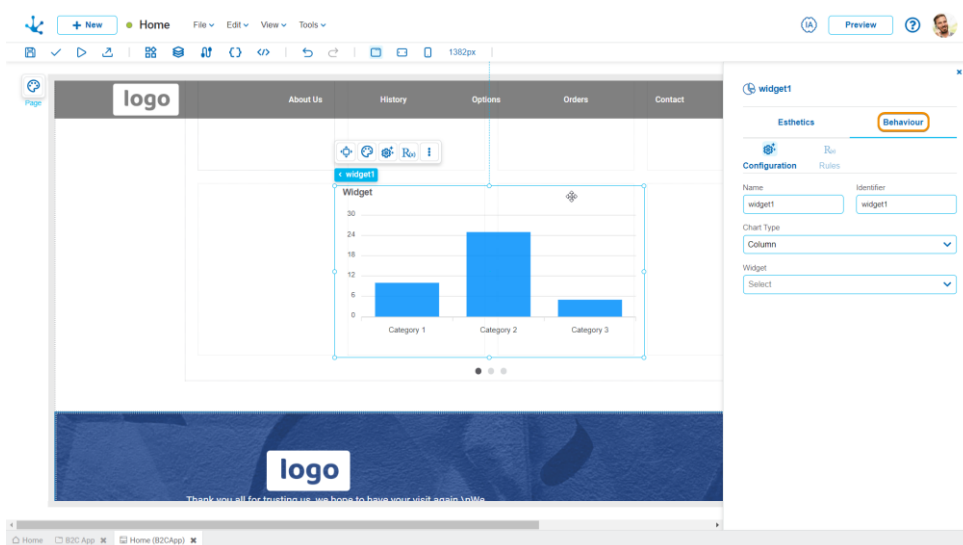 + New
Home
File
Edit
View
Tools
IA
Preview
?
1382px
Page
logo
About Us
History
Options
Orders
Contact
R(x)
widget1
Widget
30
24
18
12
6
0
Category 1
Category 2
Category 3
logo
Thank you all for trusting us, we hope to have your visit again.\nWe
widget1
Esthetics
Behaviour
R(x)
Configuration
Rules
Name
Identifier
widget1
widget1
Chart Type
Column
Widget
Select
Home
B2C App
Home (B2CApp)